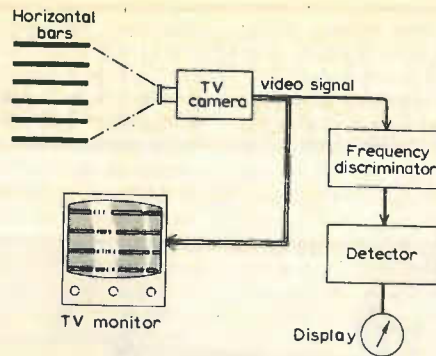 Horizontal
bars
TV
camera
video signal
Frequency
discriminator
Detector
TV monitor
Display